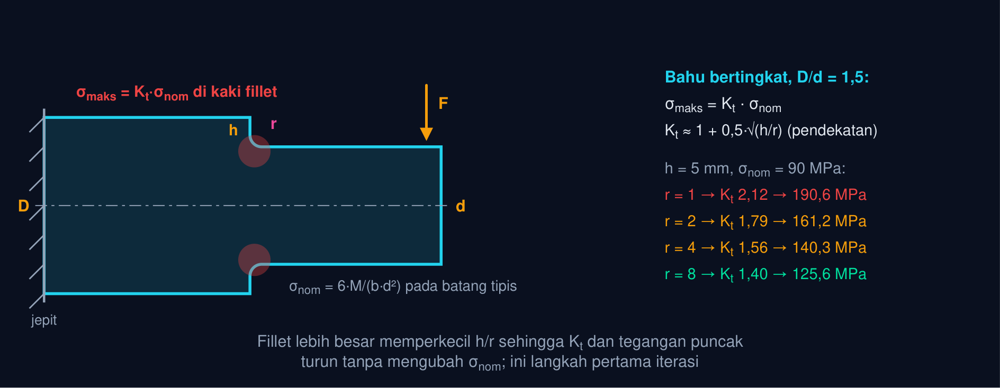 σmaks = Kt·σnom di kaki fillet
F
h
r
D
d
σnom = 6·M/(b·d²) pada batang tipis
jepit
Bahu bertingkat, D/d = 1,5:
σmaks = Kt · σnom
Kt ≈ 1 + 0,5·√(h/r) (pendekatan)
h = 5 mm, σnom = 90 MPa:
r = 1 → Kt 2,12 → 190,6 MPa
r = 2 → Kt 1,79 → 161,2 MPa
r = 4 → Kt 1,56 → 140,3 MPa
r = 8 → Kt 1,40 → 125,6 MPa
Fillet lebih besar memperkecil h/r sehingga Kt dan tegangan puncak
turun tanpa mengubah σnom; ini langkah pertama iterasi